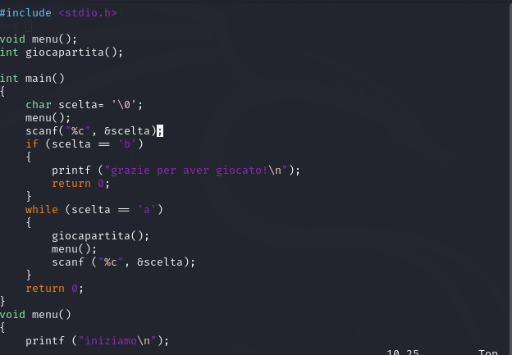 #include <stdio.h>
void menu();
int giocapartita();
int main()
{
char scelta= '\0';
menu();
scanf("%c", &scelta);
if (scelta == 'b')
{
printf ("grazie per aver giocato!\n");
return 0;
}
while (scelta == 'a')
{
giocapartita();
menu();
scanf ("%c", &scelta);
}
return 0;
}
void menu()
{
printf ("iniziamo\n");
10,25 Top